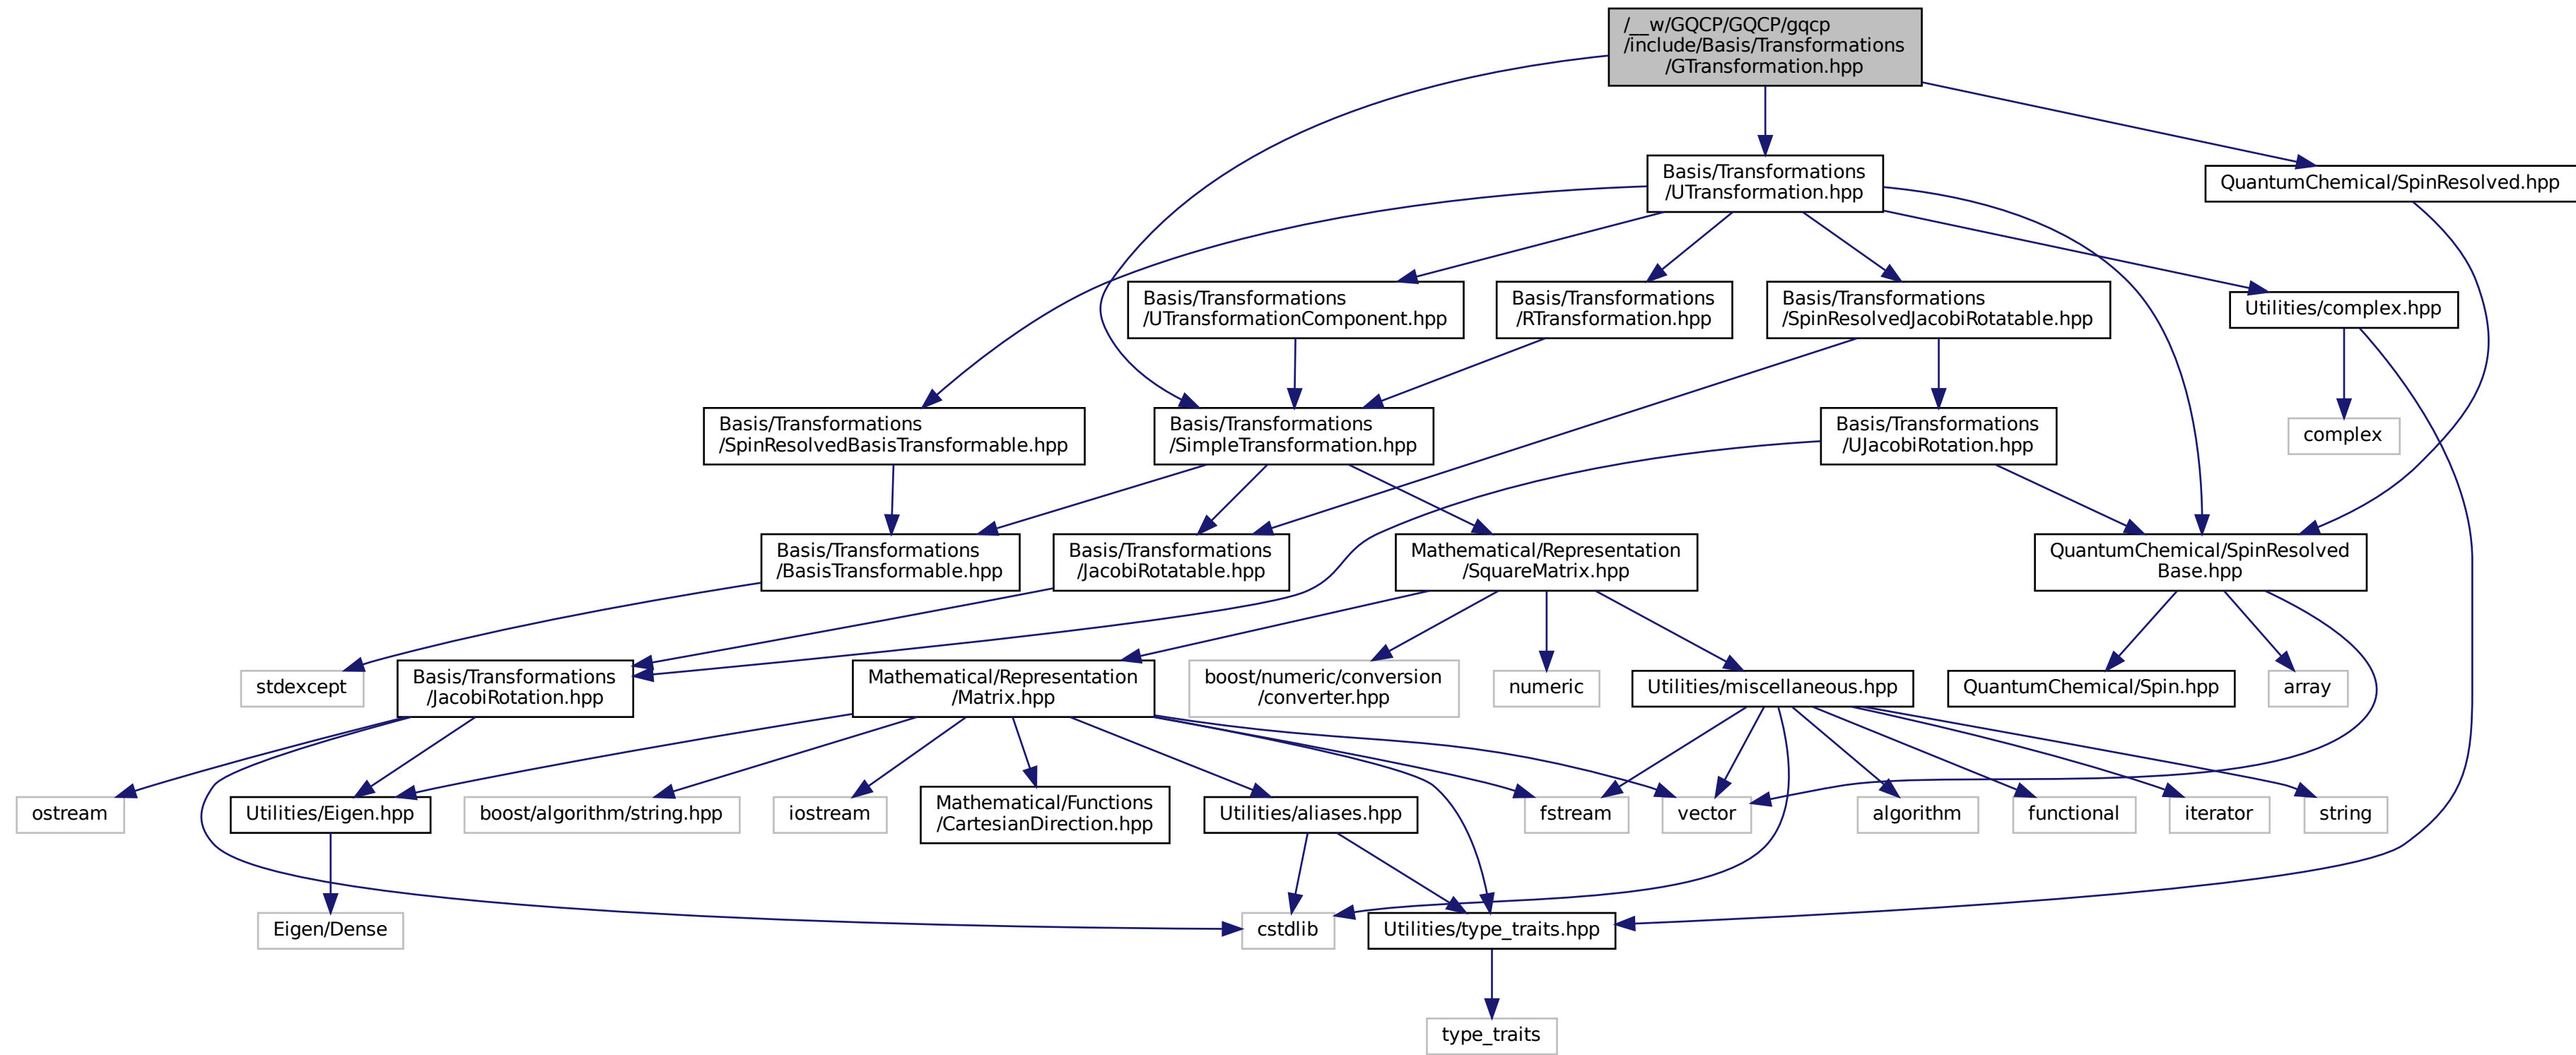 /__w/GQCP/GQCP/gqcp
/include/Basis/Transformations
/GTransformation.hpp
Basis/Transformations
/UTransformation.hpp
QuantumChemical/SpinResolved.hpp
Basis/Transformations
/UTransformationComponent.hpp
Basis/Transformations
/RTransformation.hpp
Basis/Transformations
/SpinResolvedJacobiRotatable.hpp
Utilities/complex.hpp
Basis/Transformations
/SpinResolvedBasisTransformable.hpp
Basis/Transformations
/SimpleTransformation.hpp
Basis/Transformations
/UJacobiRotation.hpp
complex
Basis/Transformations
/BasisTransformable.hpp
Basis/Transformations
/JacobiRotatable.hpp
Mathematical/Representation
/SquareMatrix.hpp
QuantumChemical/SpinResolved
Base.hpp
stdexcept
Basis/Transformations
/JacobiRotation.hpp
Mathematical/Representation
/Matrix.hpp
boost/numeric/conversion
/converter.hpp
numeric
Utilities/miscellaneous.hpp
QuantumChemical/Spin.hpp
array
ostream
Utilities/Eigen.hpp
boost/algorithm/string.hpp
iostream
Mathematical/Functions
/CartesianDirection.hpp
Utilities/aliases.hpp
fstream
vector
algorithm
functional
iterator
string
Eigen/Dense
cstdlib
Utilities/type_traits.hpp
type_traits